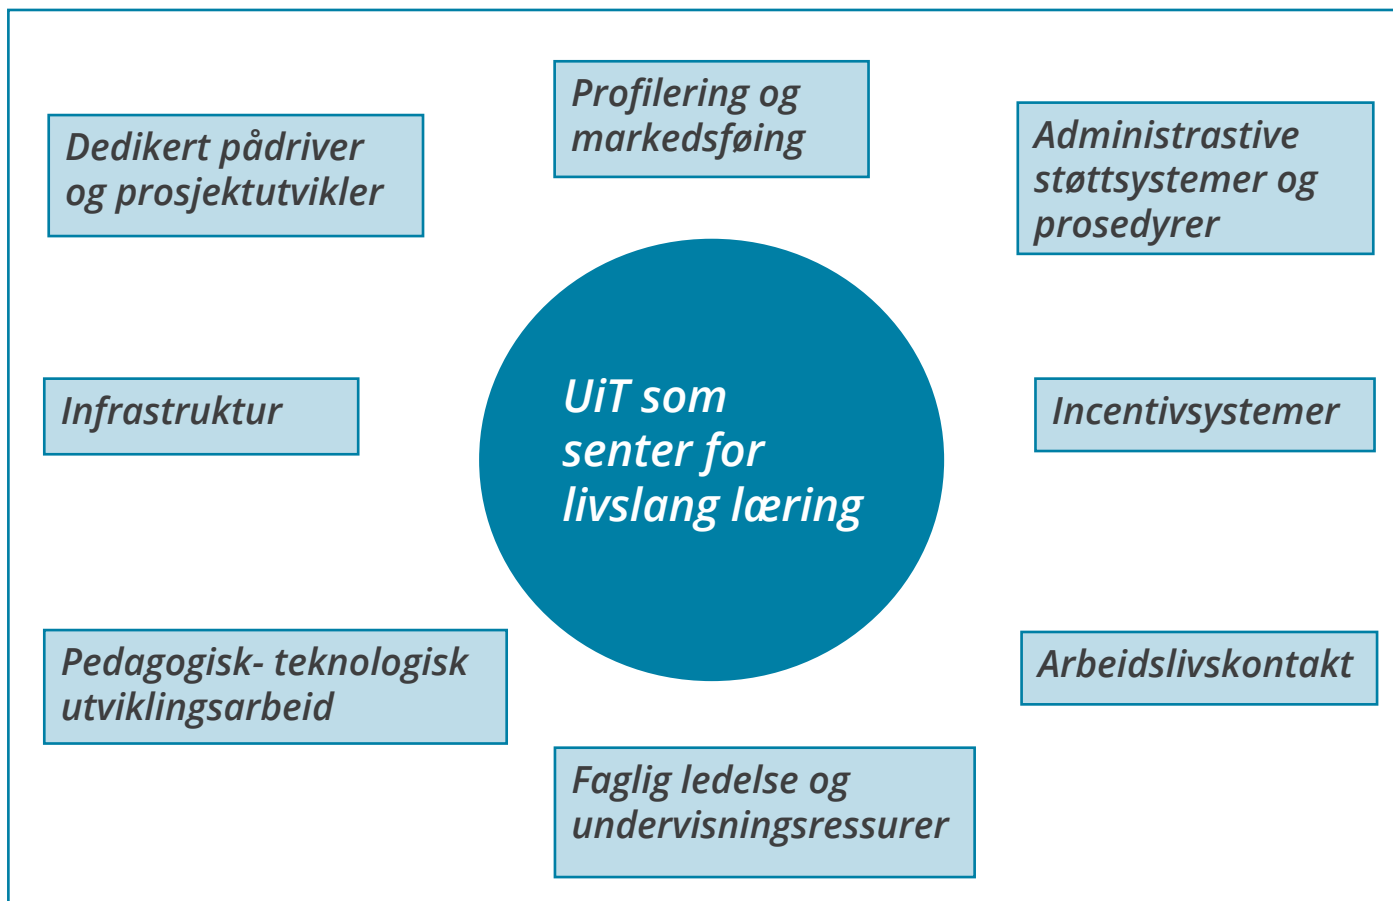 Profilering og
markedsføing
Dedikert pådriver
og prosjektutvikler
Administrastive
støttsystemer og
prosedyrer
Infrastruktur
UiT som
senter for
livslang læring
Incentivsystemer
Pedagogisk- teknologisk
utviklingsarbeid
Arbeidslivskontakt
Faglig ledelse og
undervisningsressurer